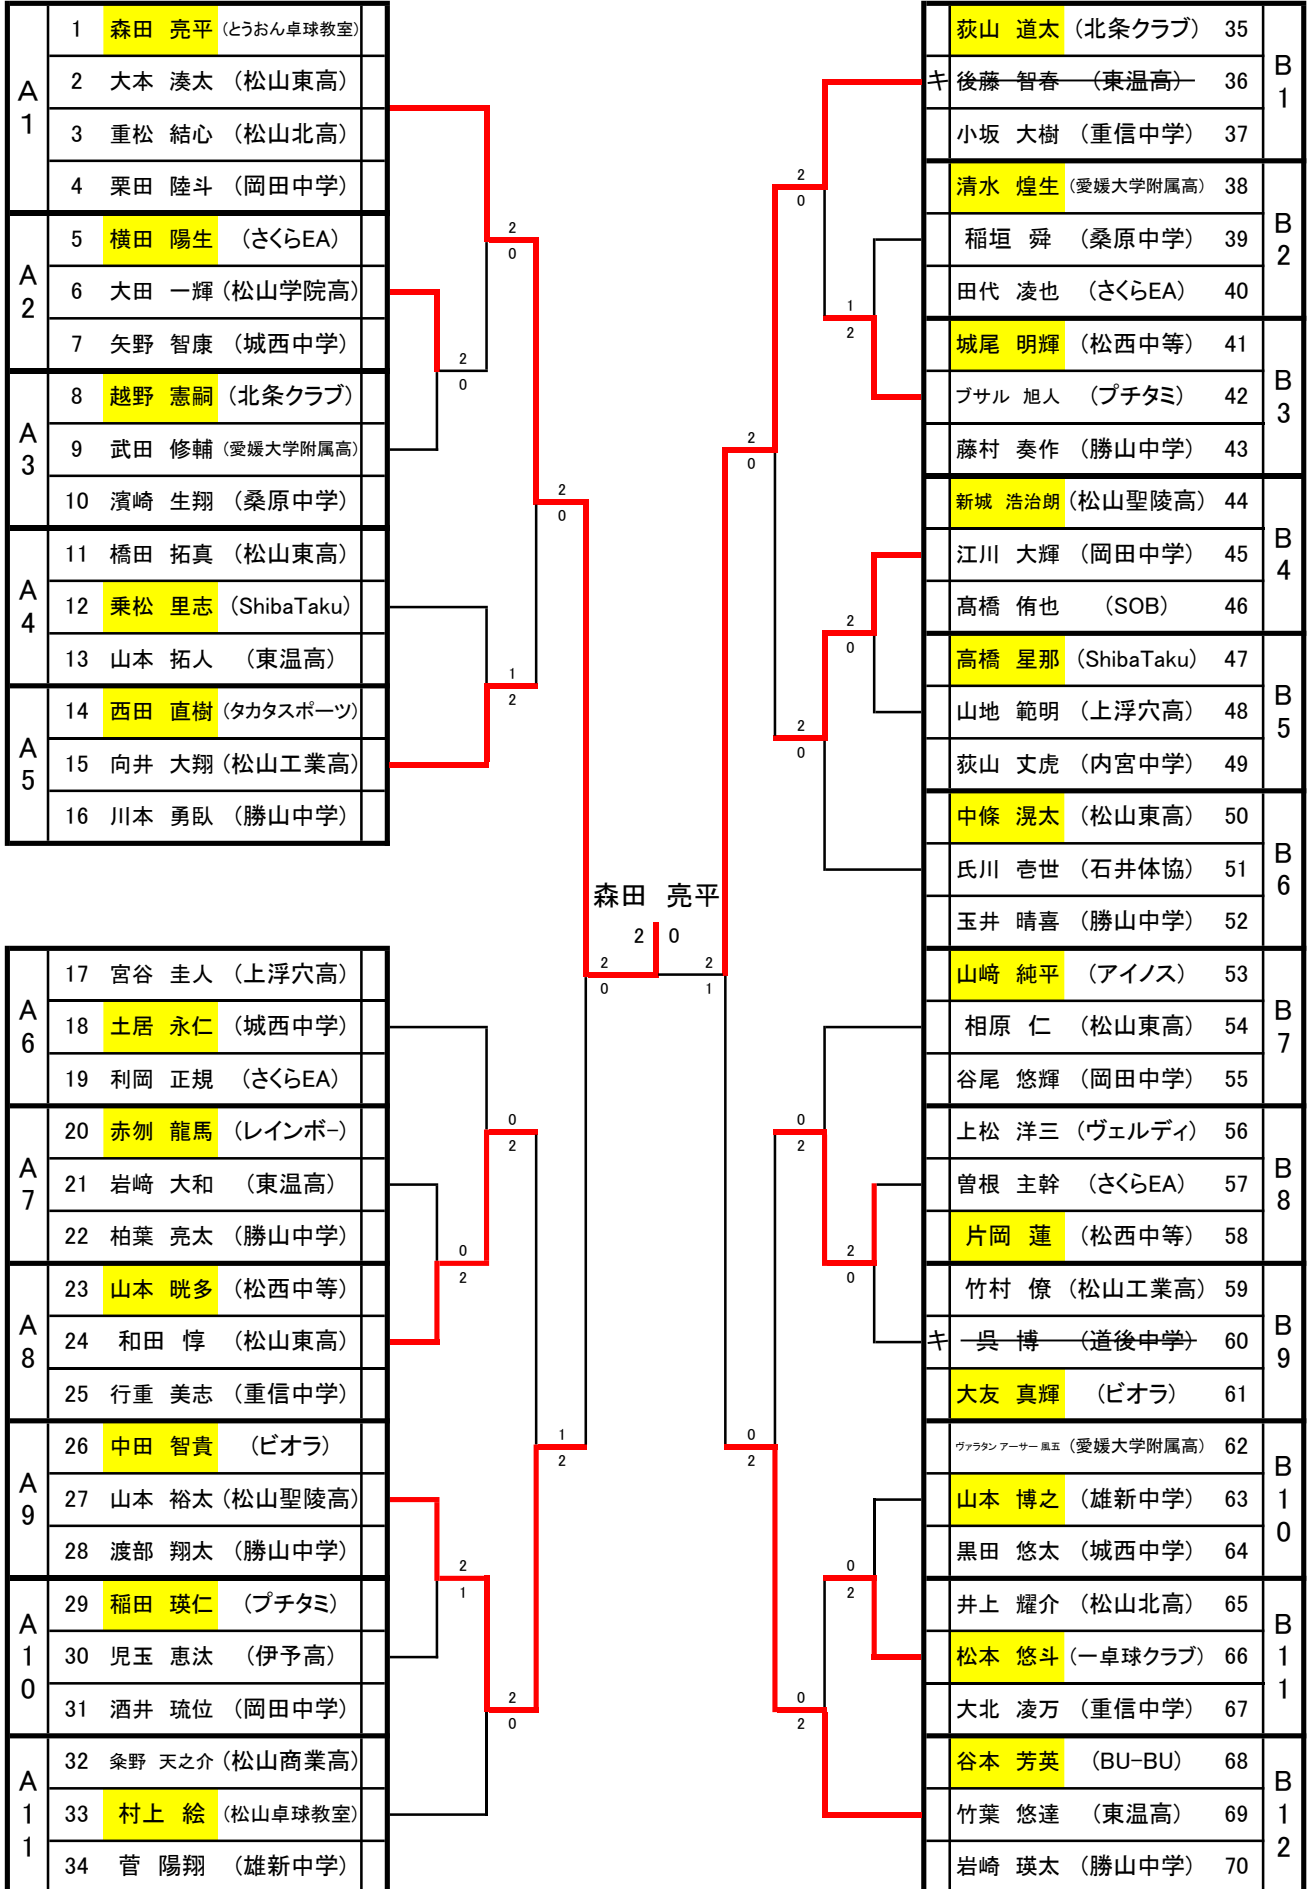 A1
1 森田 亮平 (とうおん卓球教室)
2 大本 湊太 (松山東高)
3 重松 結心 (松山北高)
4 栗田 陸斗 (岡田中学)
A2
5 横田 陽生 (さくらEA)
6 大田 一輝 (松山学院高)
7 矢野 智康 (城西中学)
A3
8 越野 憲嗣 (北条クラブ)
9 武田 修輔 (愛媛大学附属高)
10 濱崎 生翔 (桑原中学)
A4
11 橋田 拓真 (松山東高)
12 乗松 里志 (ShibaTaku)
13 山本 拓人 (東温高)
A5
14 西田 直樹 (タカタスポーツ)
15 向井 大翔 (松山工業高)
16 川本 勇臥 (勝山中学)
A6
17 宮谷 圭人 (上浮穴高)
18 土居 永仁 (城西中学)
19 利岡 正規 (さくらEA)
A7
20 赤刎 龍馬 (レインボー)
21 岩﨑 大和 (東温高)
22 柏葉 亮太 (勝山中学)
A8
23 山本 晄多 (松西中等)
24 和田 惇 (松山東高)
25 行重 美志 (重信中学)
A9
26 中田 智貴 (ビオラ)
27 山本 裕太 (松山聖陵高)
28 渡部 翔太 (勝山中学)
A10
29 稲田 瑛仁 (プチタミ)
30 児玉 恵汰 (伊予高)
31 酒井 琉位 (岡田中学)
A11
32 粂野 天之介 (松山商業高)
33 村上 絵 (松山卓球教室)
34 菅 陽翔 (雄新中学)
2
0
2
0
2
0
1
2
0
2
0
2
1
2
2
1
2
0
森田 亮平
2 0
2
0
2
1
2
0
1
2
2
0
2
0
2
0
0
2
2
0
0
2
0
2
0
2
荻山 道太 (北条クラブ) 35
キ 後藤 智春 (東温高) 36
小坂 大樹 (重信中学) 37
B1
清水 煌生 (愛媛大学附属高) 38
稲垣 舜 (桑原中学) 39
田代 凌也 (さくらEA) 40
B2
城尾 明輝 (松西中等) 41
ブサル 旭人 (プチタミ) 42
藤村 奏作 (勝山中学) 43
B3
新城 浩治朗 (松山聖陵高) 44
江川 大輝 (岡田中学) 45
髙橋 侑也 (SOB) 46
B4
高橋 星那 (ShibaTaku) 47
山地 範明 (上浮穴高) 48
荻山 丈虎 (内宮中学) 49
B5
中條 滉太 (松山東高) 50
氏川 壱世 (石井体協) 51
玉井 晴喜 (勝山中学) 52
B6
山﨑 純平 (アイノス) 53
相原 仁 (松山東高) 54
谷尾 悠輝 (岡田中学) 55
B7
上松 洋三 (ヴェルディ) 56
曽根 主幹 (さくらEA) 57
片岡 蓮 (松西中等) 58
B8
竹村 僚 (松山工業高) 59
キ 呉 博 (道後中学) 60
大友 真輝 (ビオラ) 61
B9
ヴァラタン アーサー 風五 (愛媛大学附属高) 62
山本 博之 (雄新中学) 63
黒田 悠太 (城西中学) 64
B10
井上 耀介 (松山北高) 65
松本 悠斗 (一卓球クラブ) 66
大北 凌万 (重信中学) 67
B11
谷本 芳英 (BU-BU) 68
竹葉 悠達 (東温高) 69
岩崎 瑛太 (勝山中学) 70
B12